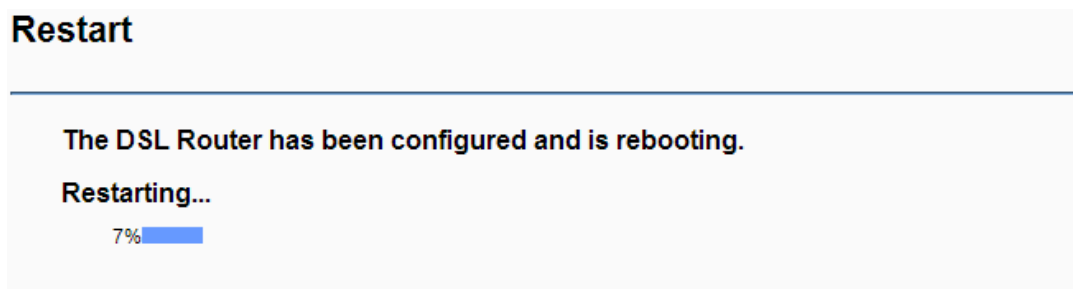 Restart
The DSL Router has been configured and is rebooting.
Restarting...
7%